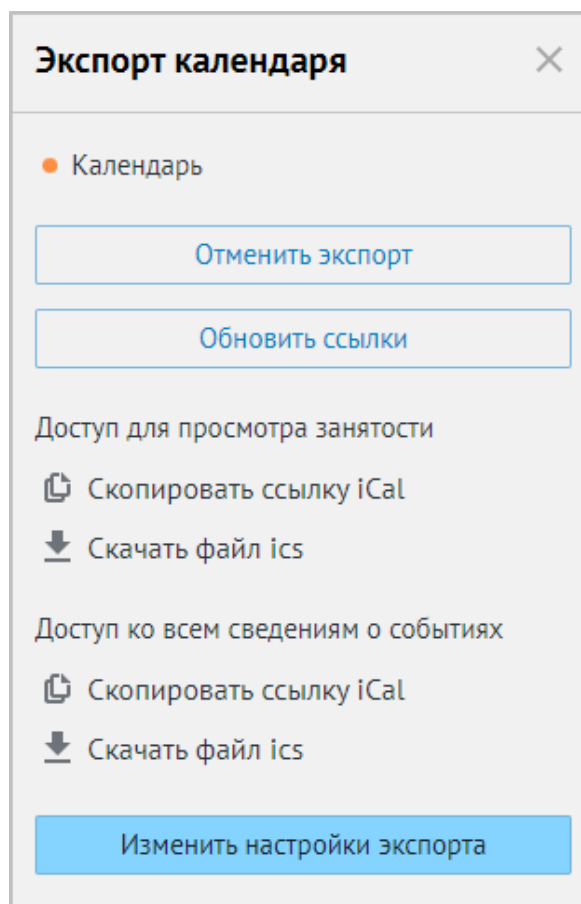 Экспорт календаря
Календарь
Отменить экспорт
Обновить ссылки
Доступ для просмотра занятости
Скопировать ссылку iCal
Скачать файл ics
Доступ ко всем сведениям о событиях
Скопировать ссылку iCal
Скачать файл ics
Изменить настройки экспорта